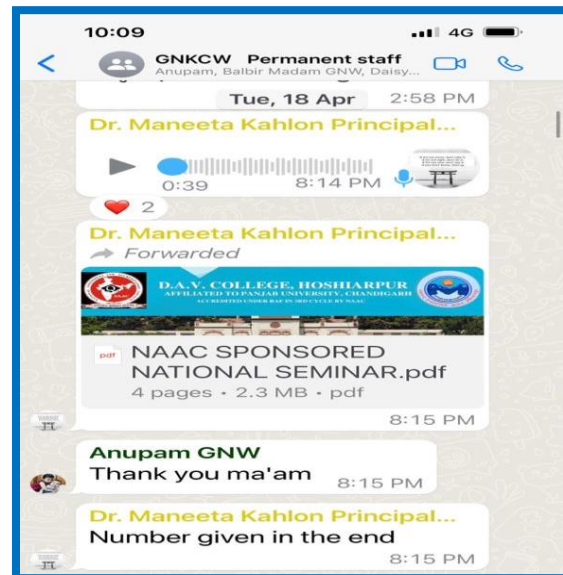 10:09
4G
GNKCW Permanent staff
Anupam, Balbir Madam GNW, Daisy...
Tue, 18 Apr
2:58 PM
Dr. Maneeta Kahlon Principal...
0:39
8:14 PM
2
Dr. Maneeta Kahlon Principal...
Forwarded
D.A.V. COLLEGE, HOSHIARPUR
AFFILIATED TO PANJAB UNIVERSITY, CHANDIGARH
pdf
NAAC SPONSORED
NATIONAL SEMINAR.pdf
4 pages • 2.3 MB • pdf
8:15 PM
Anupam GNW
Thank you ma'am
8:15 PM
Dr. Maneeta Kahlon Principal...
Number given in the end
8:15 PM